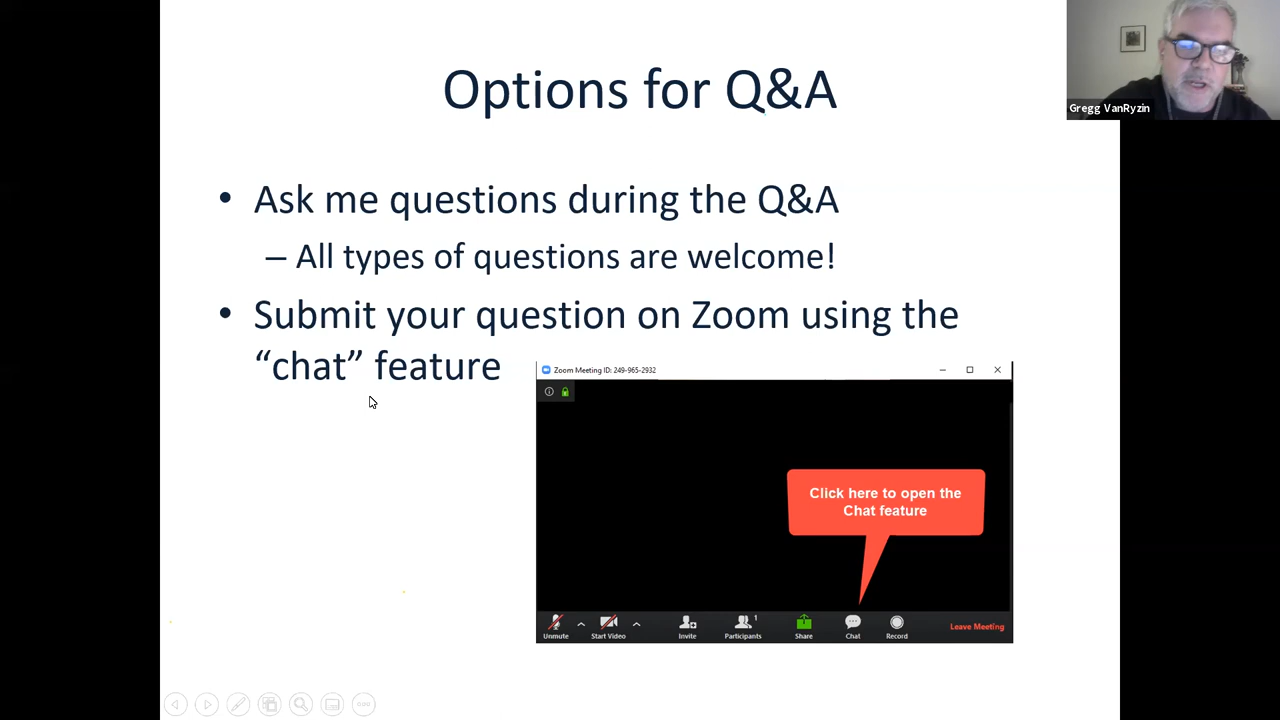 Options for Q&A
Gregg VanRyzin
• Ask me questions during the Q&A
– All types of questions are welcome!
• Submit your question on Zoom using the
“chat” feature
Zoom Meeting ID: 249-965-2932
Click here to open the
Chat feature
1
Unmute Start Video Invite Participants Share Chat Record Leave Meeting